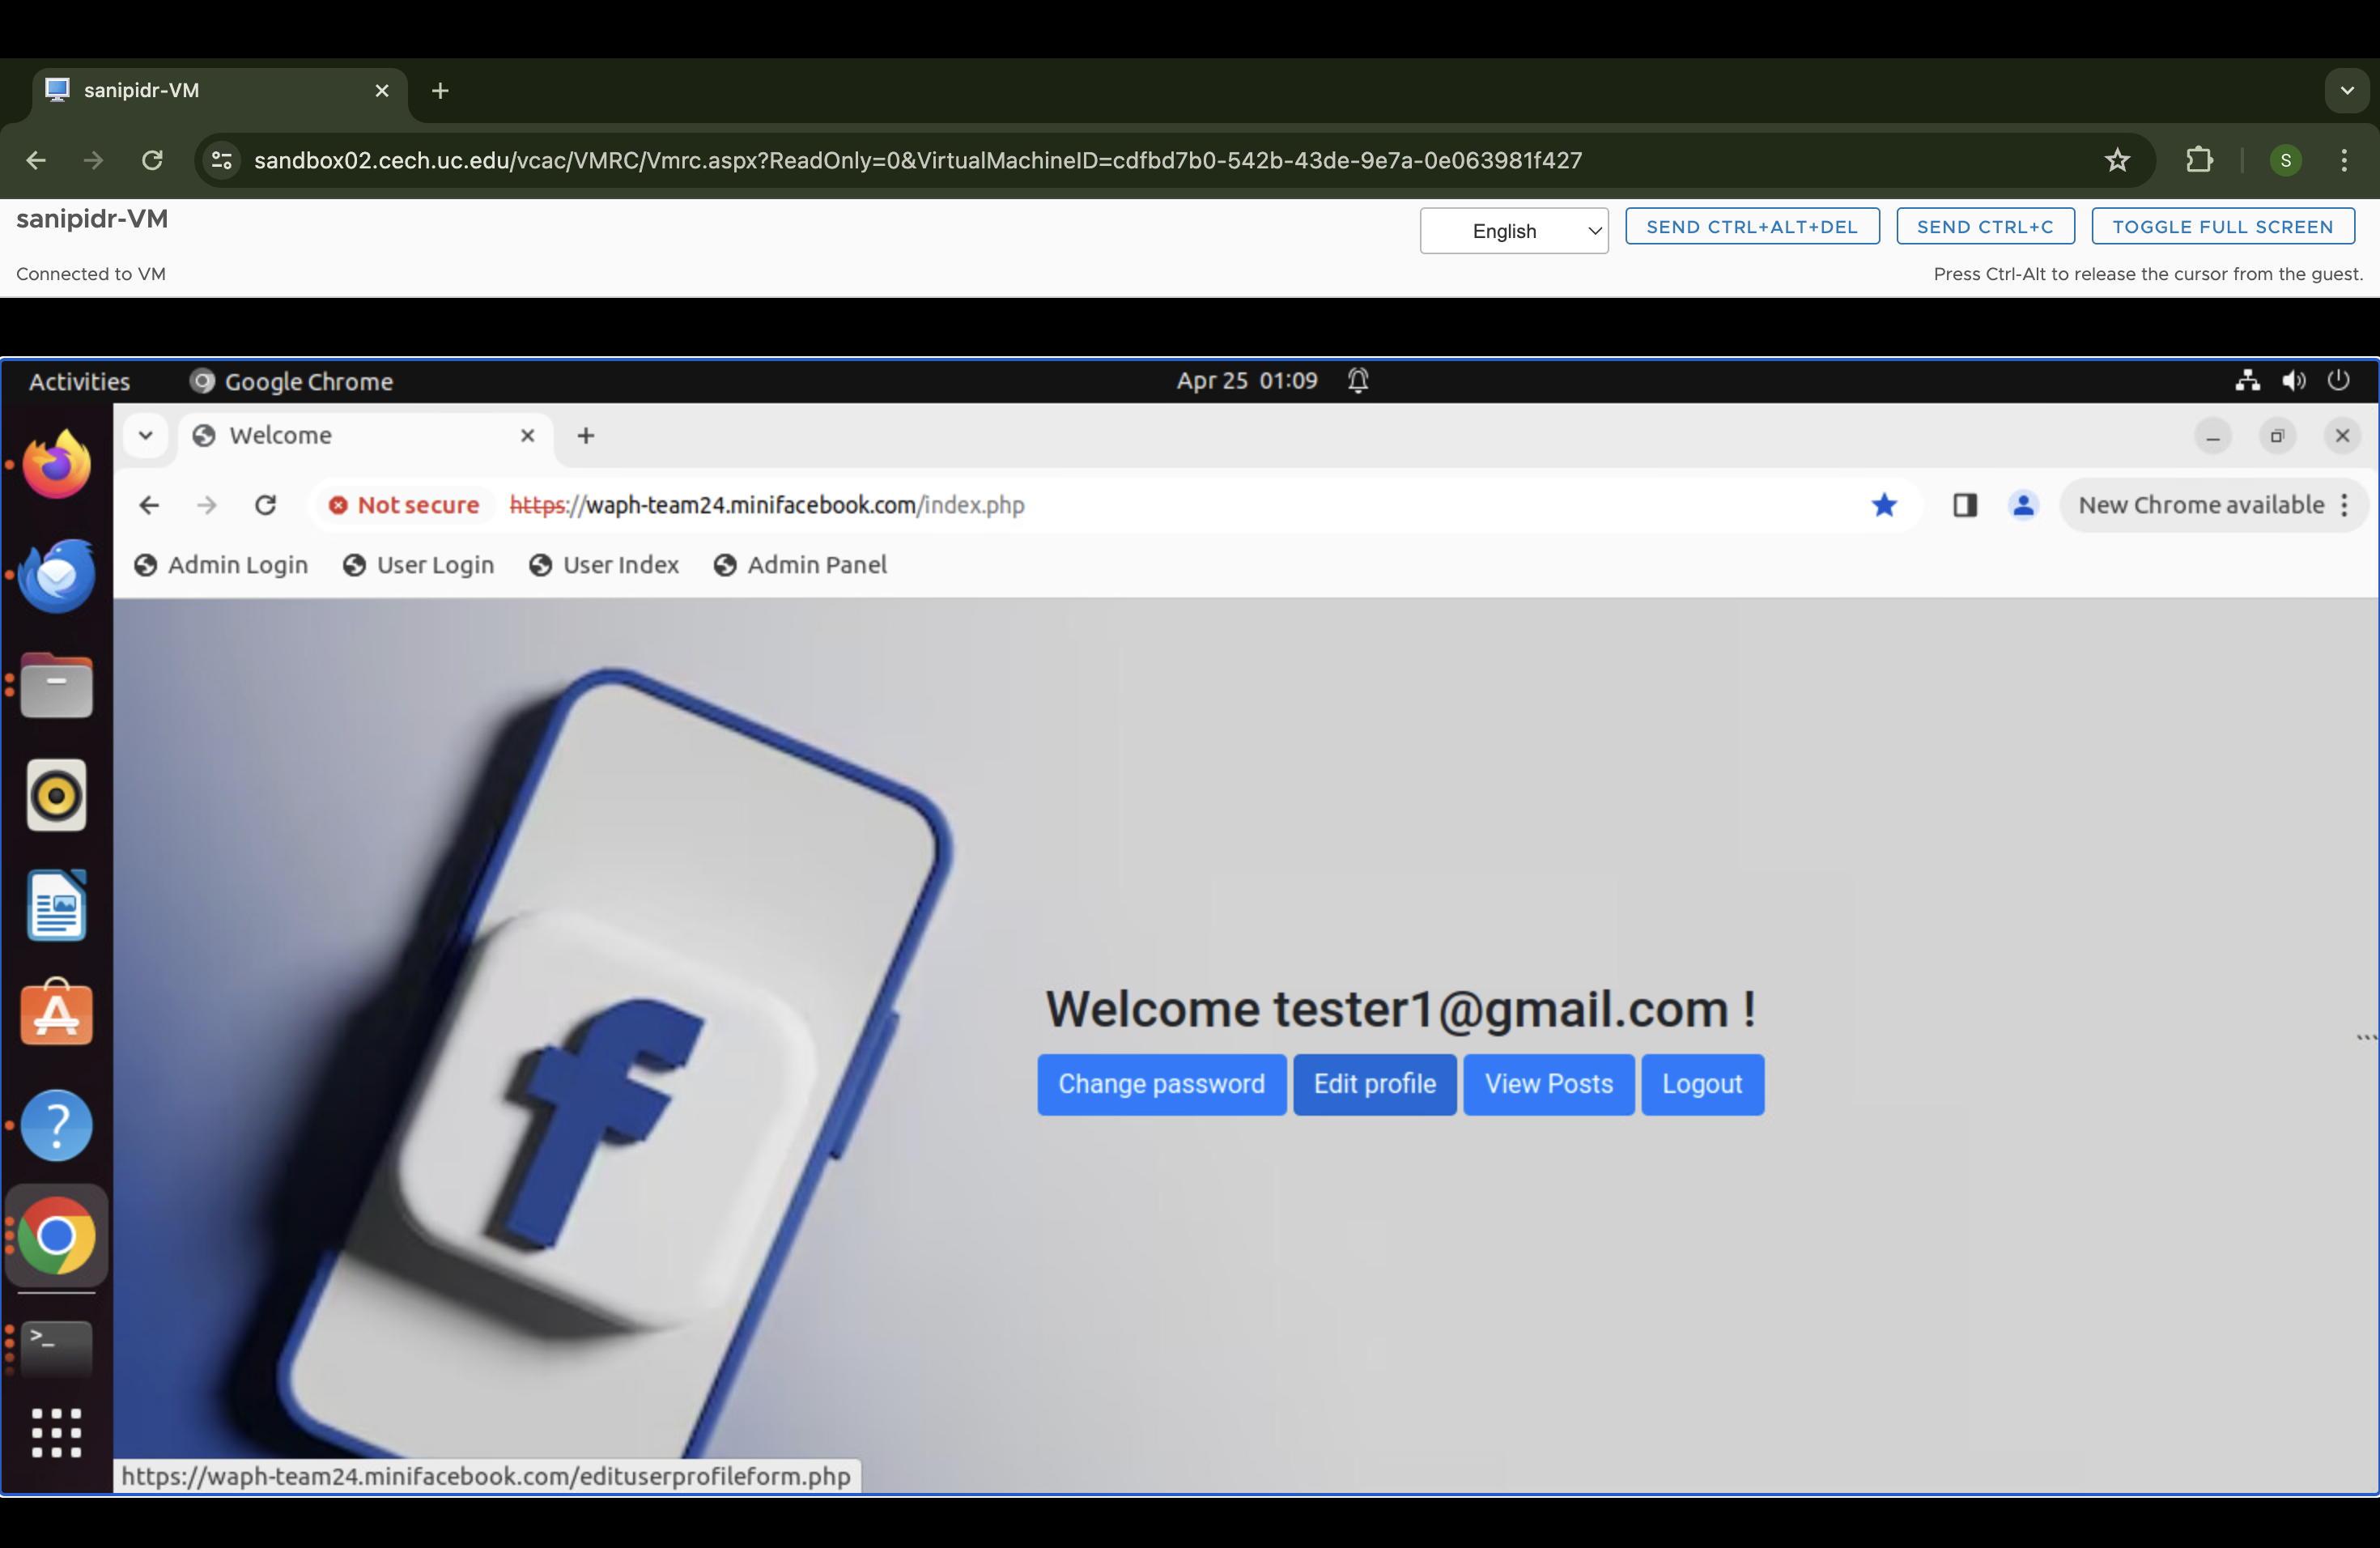 sanipidr-VM
sandbox02.cech.uc.edu/vcac/VMRC/Vmrc.aspx?ReadOnly=0&VirtualMachineID=cdfbd7b0-542b-43de-9e7a-0e063981f427
S
sanipidr-VM
English
SEND CTRL+ALT+DEL
SEND CTRL+C
TOGGLE FULL SCREEN
Connected to VM
Press Ctrl-Alt to release the cursor from the guest.
Activities
Google Chrome
Apr 25 01:09
Welcome
Not secure
https://waph-team24.minifacebook.com/index.php
New Chrome available
Admin Login
User Login
User Index
Admin Panel
Welcome tester1@gmail.com !
Change password
Edit profile
View Posts
Logout
https://waph-team24.minifacebook.com/edituserprofileform.php